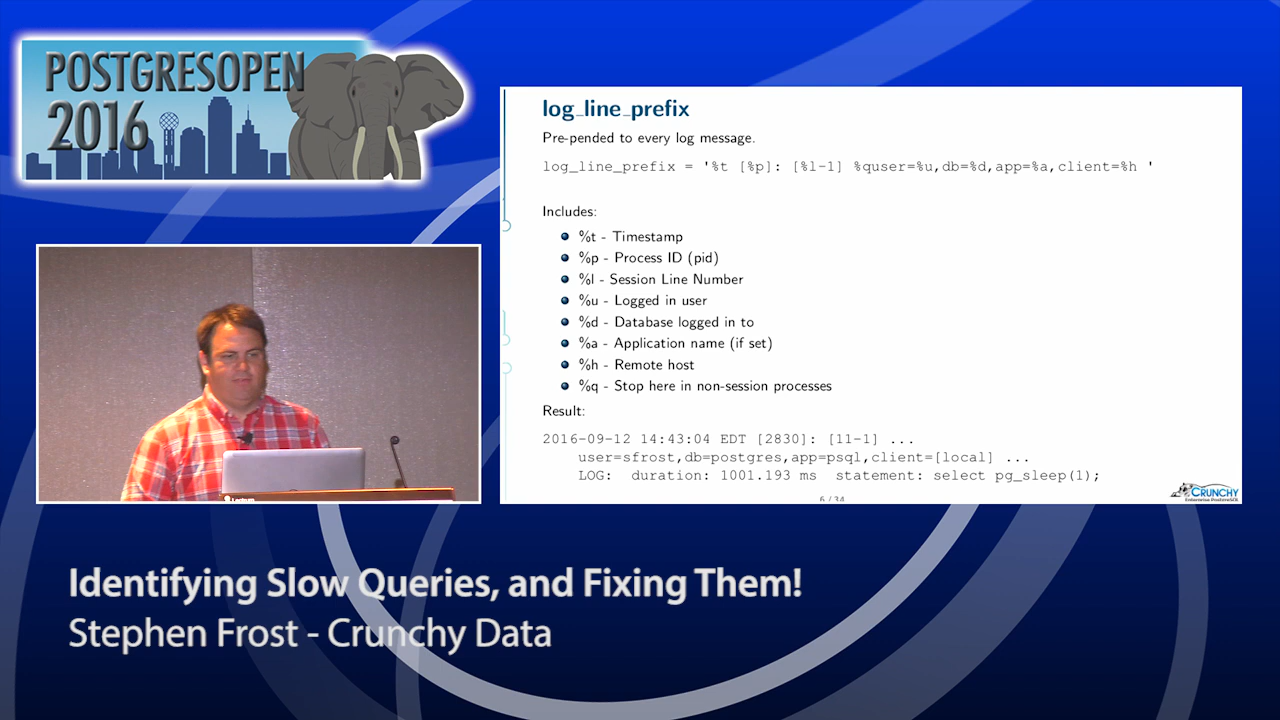 POSTGRESOPEN
2016
log_line_prefix
Pre-pended to every log message.
log_line_prefix = '%t [%p]: [%l-1] %quser=%u,db=%d,app=%a,client=%h '
Includes:
%t - Timestamp
%p - Process ID (pid)
%l - Session Line Number
%u - Logged in user
%d - Database logged in to
%a - Application name (if set)
%h - Remote host
%q - Stop here in non-session processes
Result:
2016-09-12 14:43:04 EDT [2830]: [11-1] ...
user=sfrost,db=postgres,app=psql,client=[local] ...
LOG: duration: 1001.193 ms statement: select pg_sleep(1);
6 / 34
CRUNCHY
Enterprise PostgreSQL
Identifying Slow Queries, and Fixing Them!
Stephen Frost - Crunchy Data